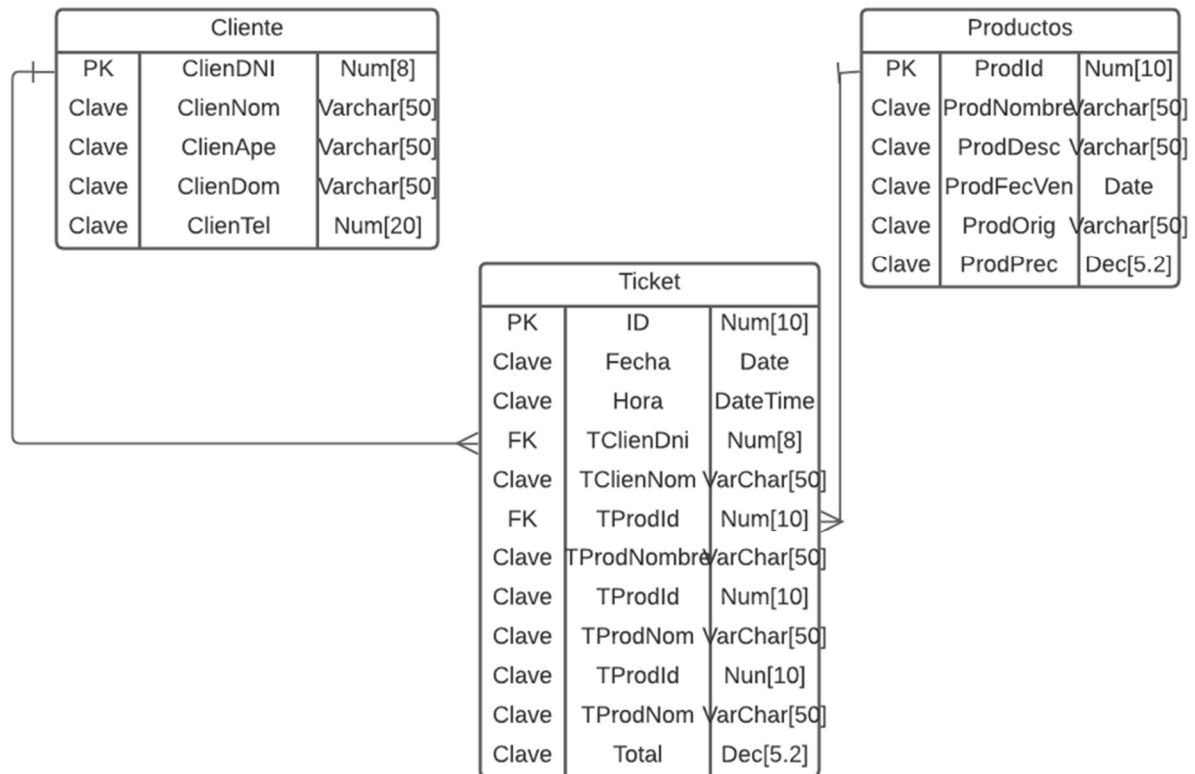 Cliente
PK ClienDNI Num[8]
Clave ClienNom Varchar[50]
Clave ClienApe Varchar[50]
Clave ClienDom Varchar[50]
Clave ClienTel Num[20]
Productos
PK ProdId Num[10]
Clave ProdNombre Varchar[50]
Clave ProdDesc Varchar[50]
Clave ProdFecVen Date
Clave ProdOrig Varchar[50]
Clave ProdPrec Dec[5.2]
Ticket
PK ID Num[10]
Clave Fecha Date
Clave Hora DateTime
FK TClienDni Num[8]
Clave TClienNom VarChar[50]
FK TProdId Num[10]
Clave TProdNombre VarChar[50]
Clave TProdId Num[10]
Clave TProdNom VarChar[50]
Clave TProdId Nun[10]
Clave TProdNom VarChar[50]
Clave Total Dec[5.2]